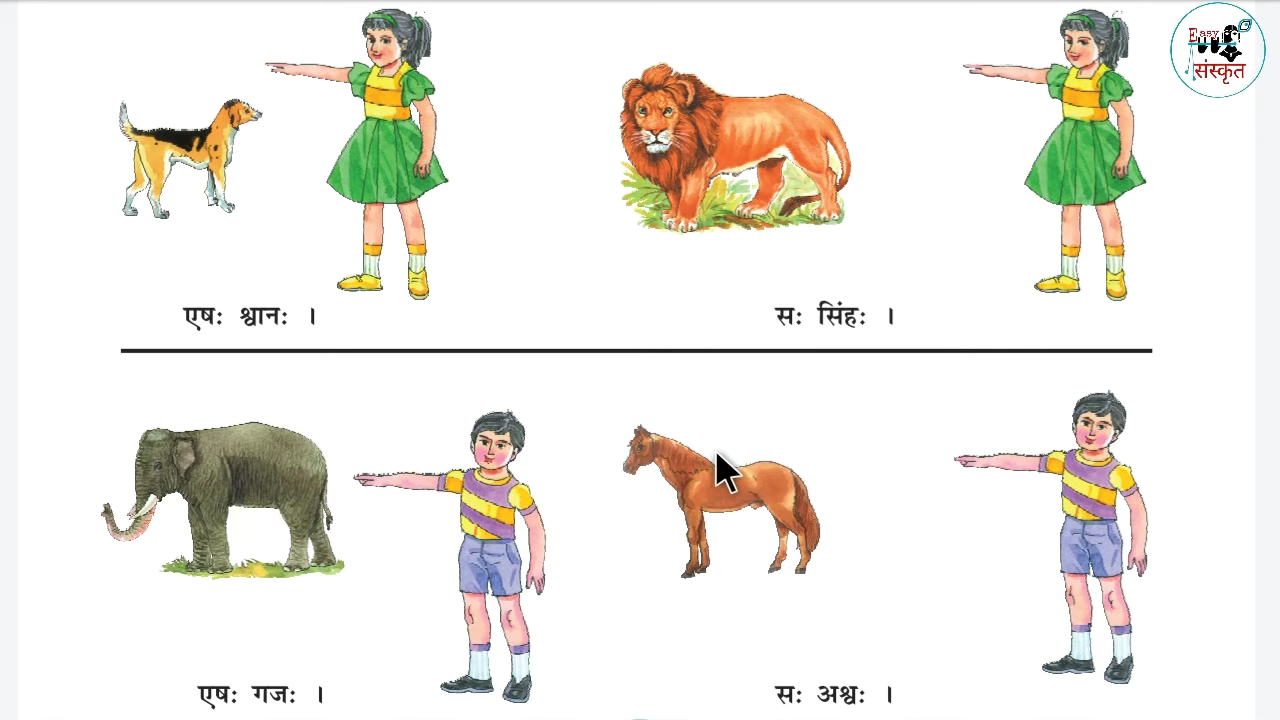 Easy
संस्कृत
एषः श्वानः ।
सः सिंहः ।
एषः गजः ।
सः अश्वः ।